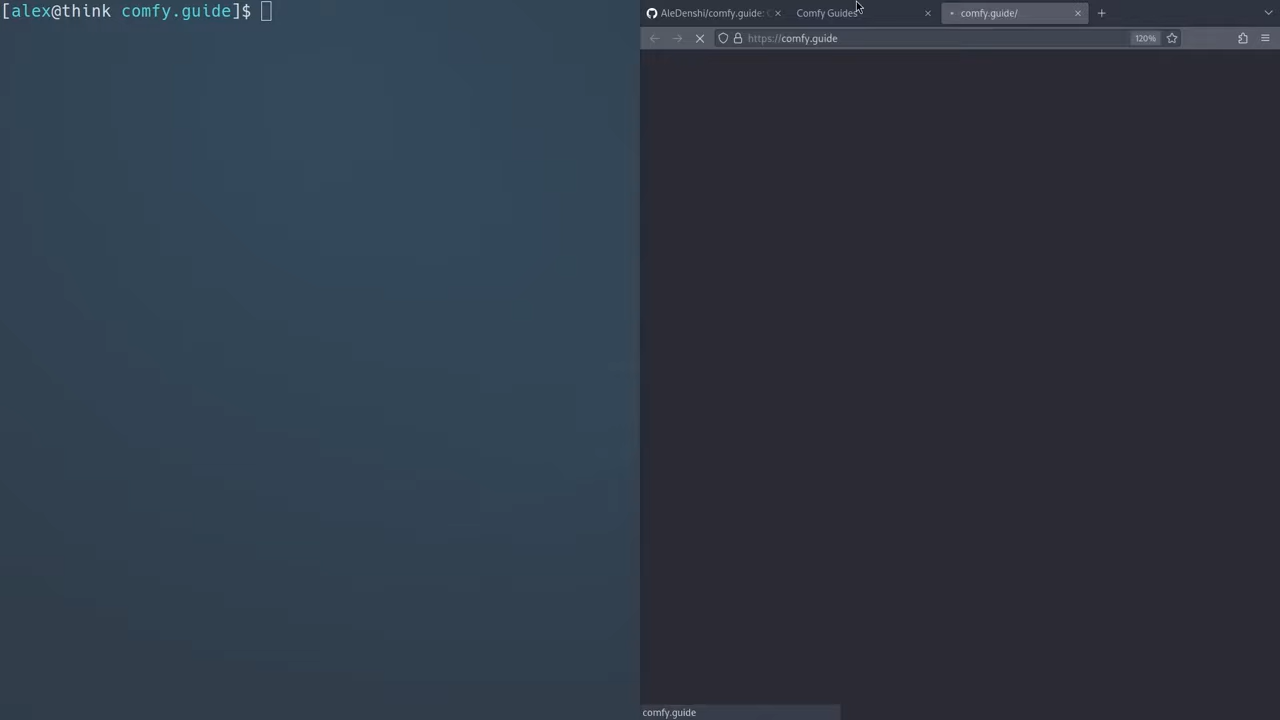 [alex@think comfy.guide]$
AleDenshi/comfy.guide:
Comfy Guides
comfy.guide/
https://comfy.guide
120%
comfy.guide